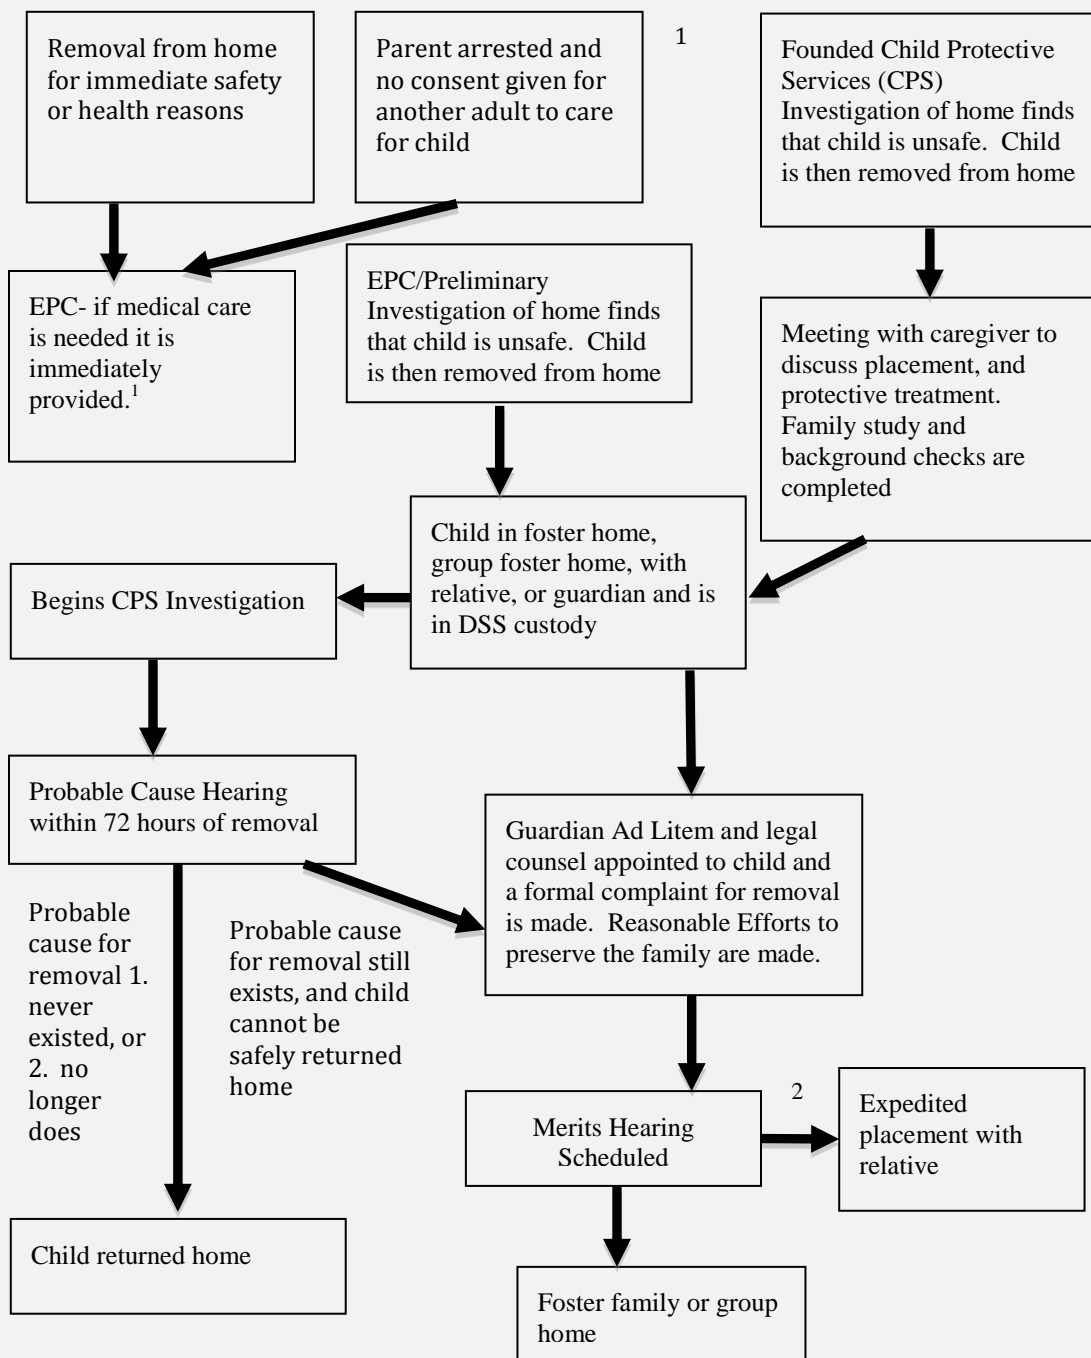 Removal from home
for immediate safety
or health reasons
Parent arrested and
no consent given for
another adult to care
for child
1
Founded Child Protective
Services (CPS)
Investigation of home finds
that child is unsafe.  Child
is then removed from home
EPC- if medical care
is needed it is
immediately
provided.1
EPC/Preliminary
Investigation of home finds
that child is unsafe.  Child
is then removed from home
Meeting with caregiver to
discuss placement, and
protective treatment.
Family study and
background checks are
completed
Child in foster home,
group foster home, with
relative, or guardian and is
in DSS custody
Begins CPS Investigation
Probable Cause Hearing
within 72 hours of removal
Guardian Ad Litem and legal
counsel appointed to child and
a formal complaint for removal
is made.  Reasonable Efforts to
preserve the family are made.
Probable
cause for
removal 1.
never
existed, or
2.  no
longer
does
Probable cause
for removal still
exists, and child
cannot be
safely returned
home
Merits Hearing
Scheduled
2
Expedited
placement with
relative
Child returned home
Foster family or group
home